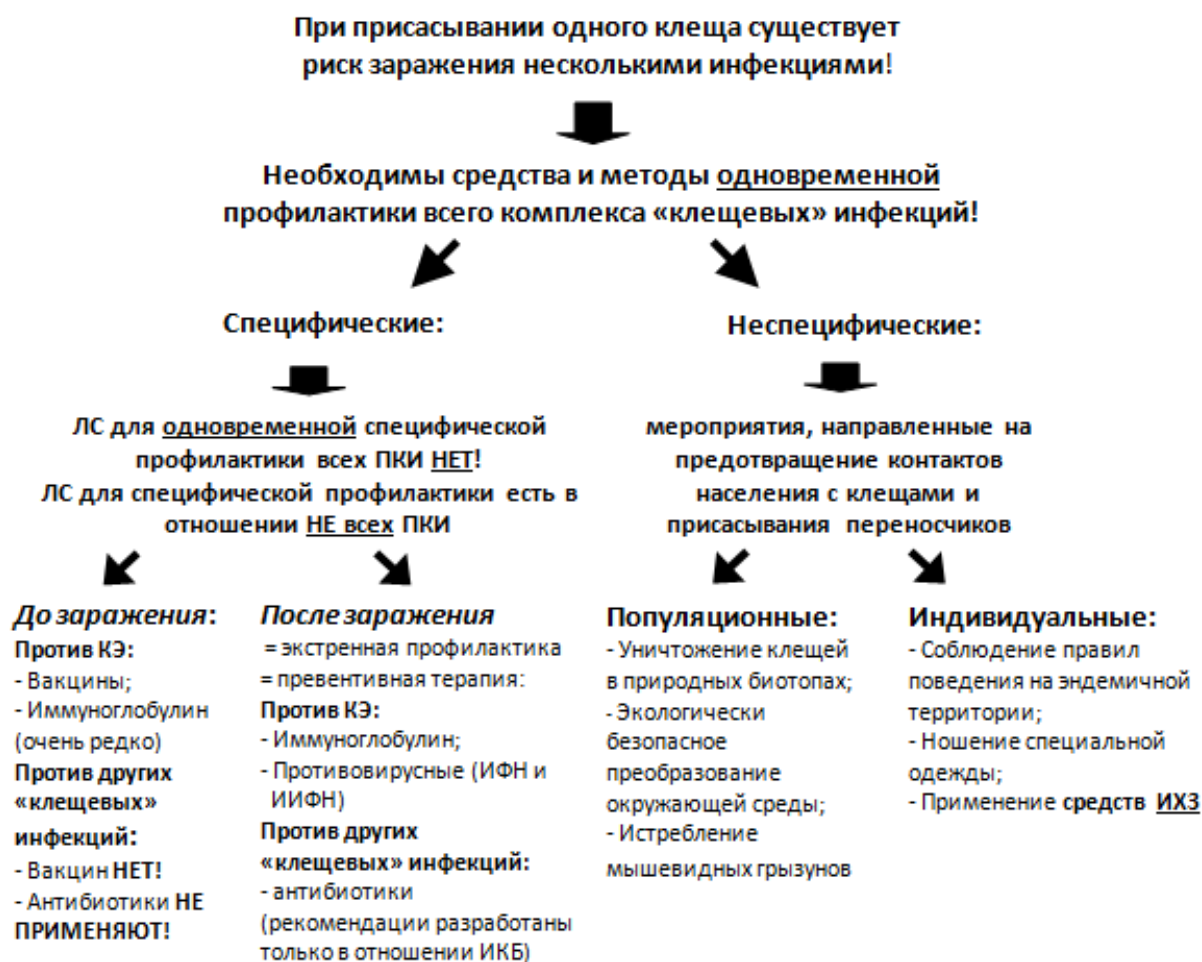 При присасывании одного клеща существует
риск заражения несколькими инфекциями!
Необходимы средства и методы одновременной
профилактики всего комплекса «клещевых» инфекций!
Специфические:
ЛС для одновременной специфической
профилактики всех ПКИ НЕТ!
ЛС для специфической профилактики есть в
отношении НЕ всех ПКИ
До заражения:
Против КЭ:
- Вакцины;
- Иммуноглобулин
(очень редко)
Против других
«клещевых»
инфекций:
- Вакцин НЕТ!
- Антибиотики НЕ
ПРИМЕНЯЮТ!
После заражения
= экстренная профилактика
= превентивная терапия:
Против КЭ:
- Иммуноглобулин;
- Противовирусные (ИФН и
ИИФН)
Против других
«клещевых» инфекций:
- антибиотики
(рекомендации разработаны
только в отношении ИКБ)
Неспецифические:
мероприятия, направленные на
предотвращение контактов
населения с клещами и
присасывания переносчиков
Популяционные:
- Уничтожение клещей
в природных биотопах;
- Экологически
безопасное
преобразование
окружающей среды;
- Истребление
мышевидных грызунов
Индивидуальные:
- Соблюдение правил
поведения на эндемичной
территории;
- Ношение специальной
одежды;
- Применение средств ИХЗ